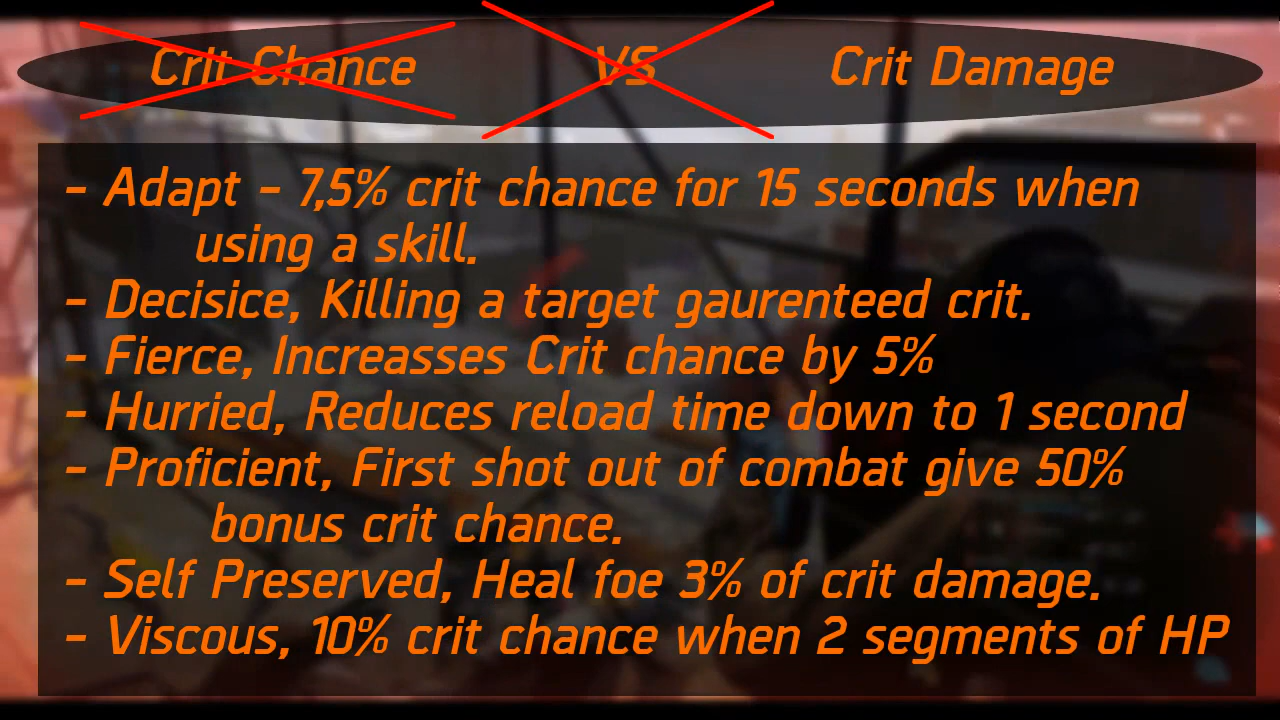 Crit Chance VS Crit Damage
- Adapt - 7,5% crit chance for 15 seconds when
using a skill.
- Decisice, Killing a target gaurenteed crit.
- Fierce, Increasses Crit chance by 5%
- Hurried, Reduces reload time down to 1 second
- Proficient, First shot out of combat give 50%
bonus crit chance.
- Self Preserved, Heal foe 3% of crit damage.
- Viscous, 10% crit chance when 2 segments of HP